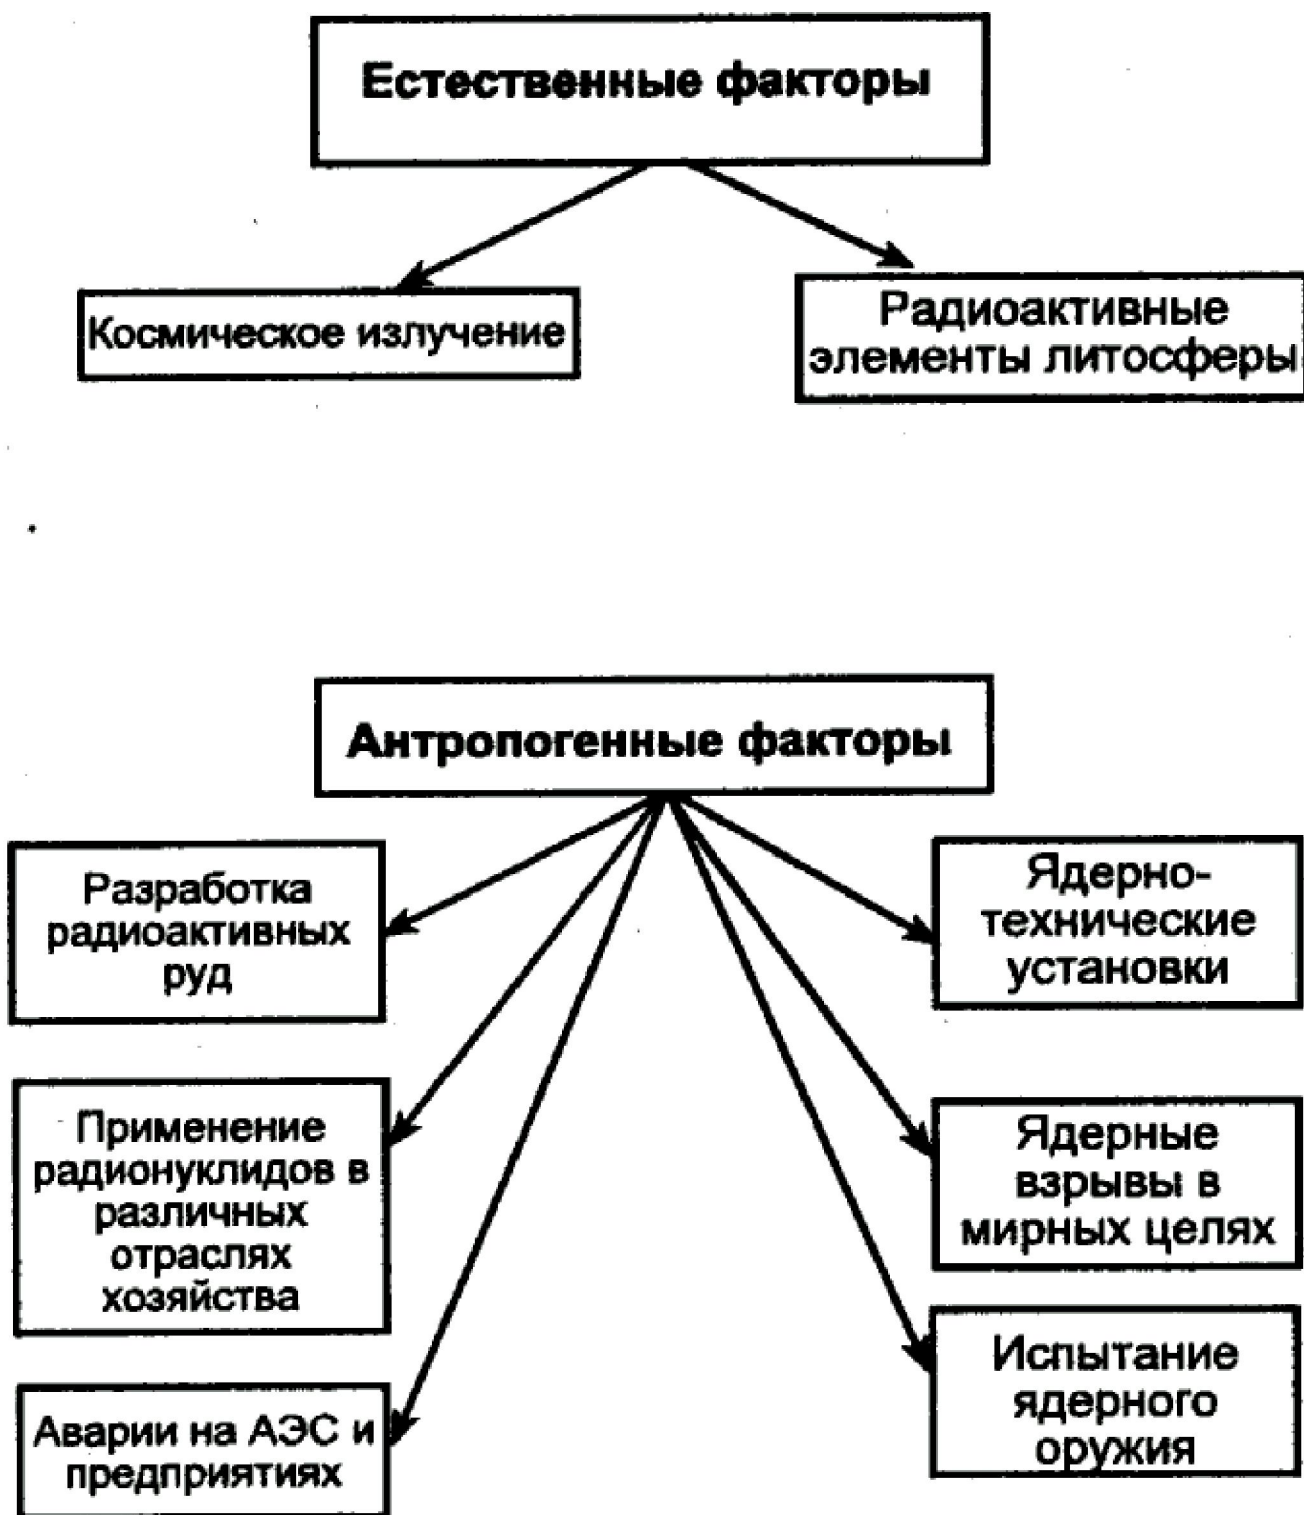 Естественные факторы
Космическое излучение
Радиоактивные
элементы литосферы
Антропогенные факторы
Разработка
радиоактивных
руд
Применение
радионуклидов в
различных
отраслях
хозяйства
Аварии на АЭС и
предприятиях
Ядерно-
технические
установки
Ядерные
взрывы в
мирных целях
Испытание
ядерного
оружия